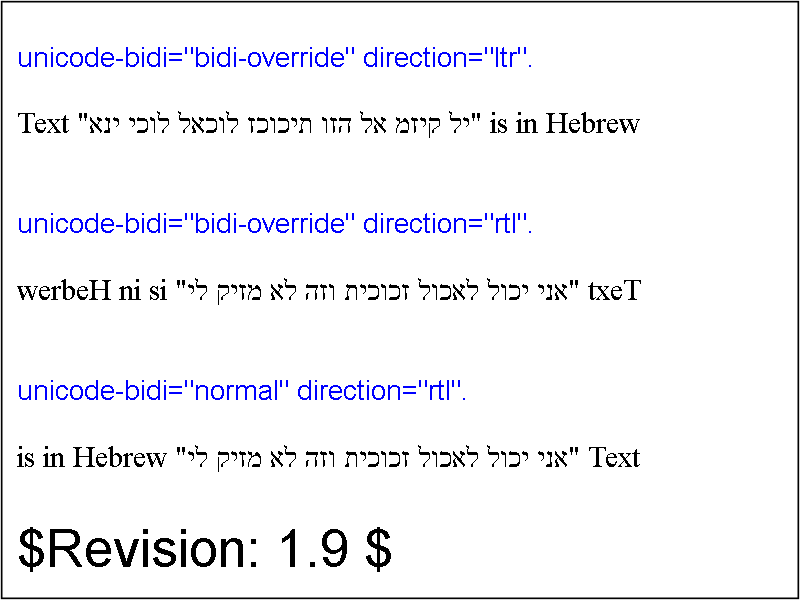 unicode-bidi="bidi-override" direction="ltr".
Text "יל קיזמ אל הזו תיכוכז לוכאל לוכי ינא" is in Hebrew
unicode-bidi="bidi-override" direction="rtl".
werbeH ni si "אני יכול לאכול זכוכית וזה לא מזיק לי" txeT
unicode-bidi="normal" direction="rtl".
is in Hebrew "אני יכול לאכול זכוכית וזה לא מזיק לי" Text
$Revision: 1.9 $